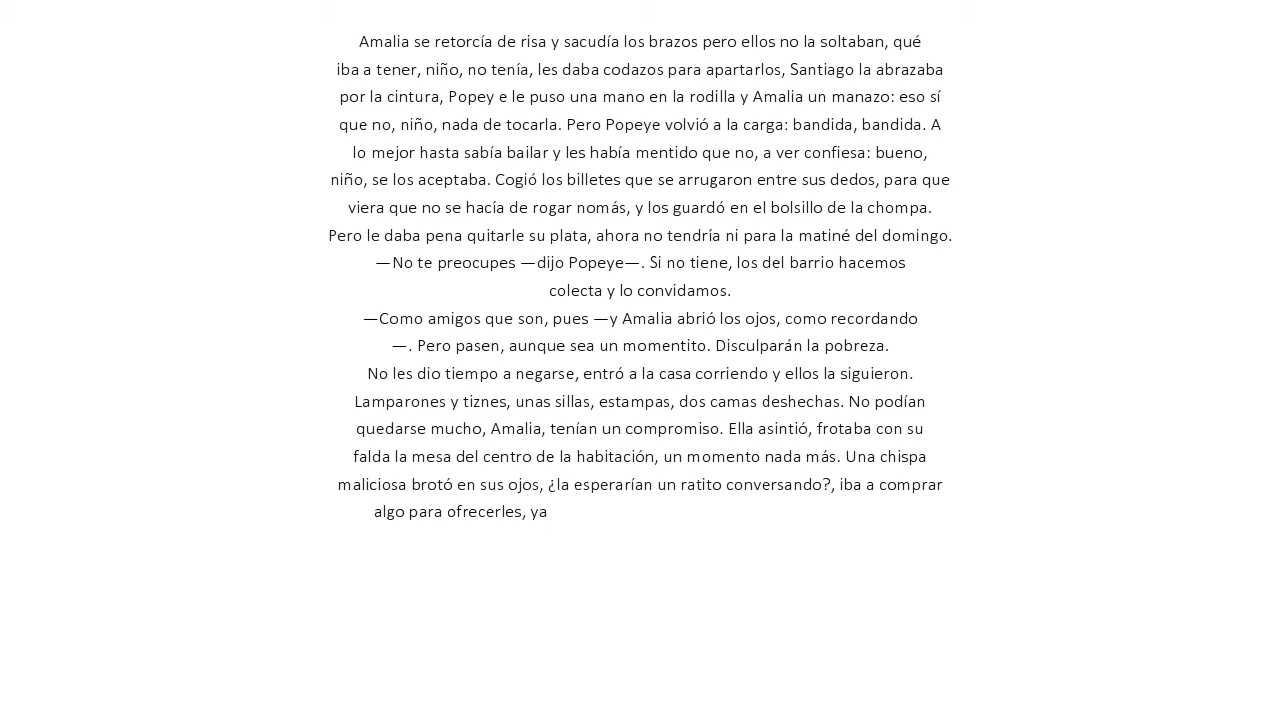 Amalia se retorcía de risa y sacudía los brazos pero ellos no la soltaban, qué
iba a tener, niño, no tenía, les daba codazos para apartarlos, Santiago la abrazaba
por la cintura, Popey e le puso una mano en la rodilla y Amalia un manazo: eso sí
que no, niño, nada de tocarla. Pero Popeye volvió a la carga: bandida, bandida. A
lo mejor hasta sabía bailar y les había mentido que no, a ver confiesa: bueno,
niño, se los aceptaba. Cogió los billetes que se arrugaron entre sus dedos, para que
viera que no se hacía de rogar nomás, y los guardó en el bolsillo de la chompa.
Pero le daba pena quitarle su plata, ahora no tendría ni para la matiné del domingo.
—No te preocupes —dijo Popeye—. Si no tiene, los del barrio hacemos
colecta y lo convidamos.
—Como amigos que son, pues —y Amalia abrió los ojos, como recordando
—. Pero pasen, aunque sea un momentito. Disculparán la pobreza.
No les dio tiempo a negarse, entró a la casa corriendo y ellos la siguieron.
Lamparones y tiznes, unas sillas, estampas, dos camas deshechas. No podían
quedarse mucho, Amalia, tenían un compromiso. Ella asintió, frotaba con su
falda la mesa del centro de la habitación, un momento nada más. Una chispa
maliciosa brotó en sus ojos, ¿la esperarían un ratito conversando?, iba a comprar
algo para ofrecerles, ya